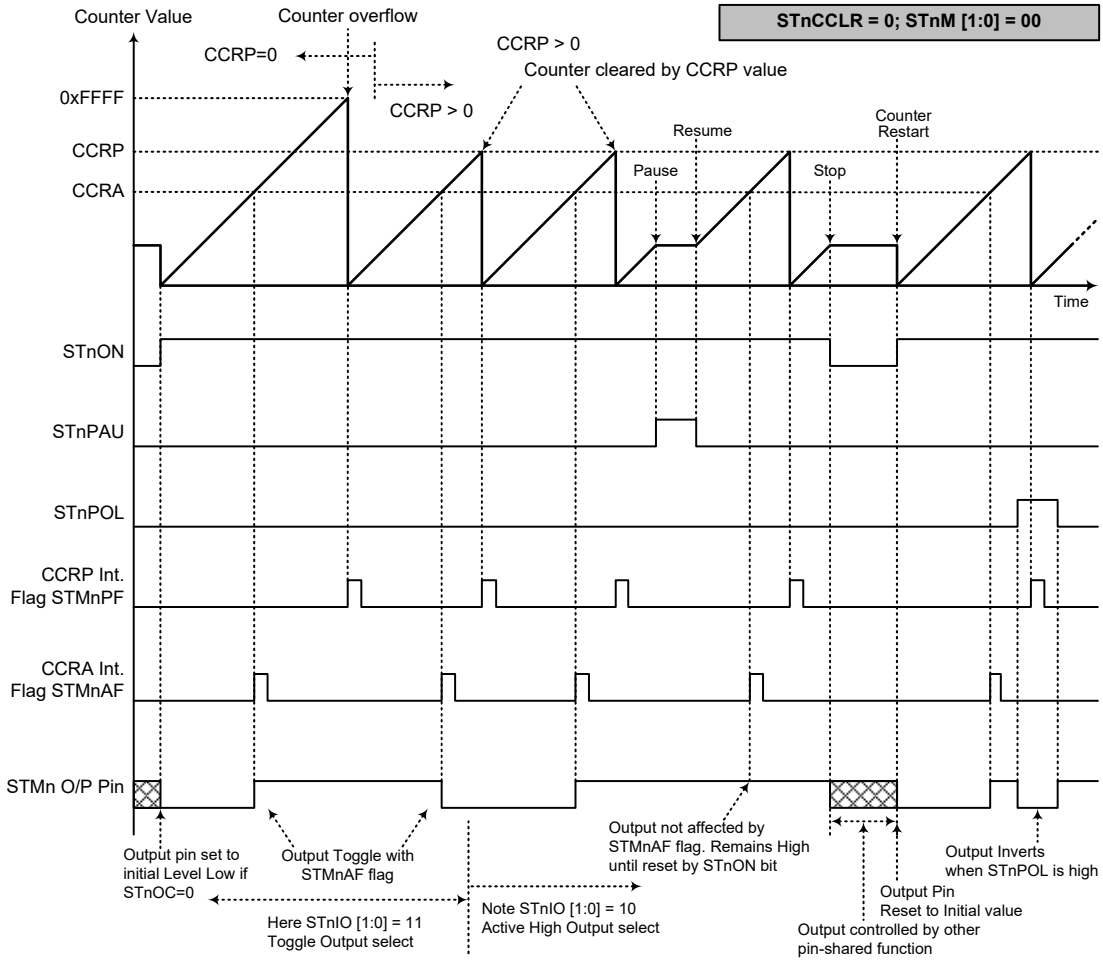 Counter Value
Counter overflow
STnCCLR = 0; STnM [1:0] = 00
CCRP=0
CCRP > 0
CCRP > 0
Counter cleared by CCRP value
0xFFFF
CCRP
CCRA
Pause
Resume
Stop
Counter
Restart
Time
STnON
STnPAU
STnPOL
CCRP Int.
Flag STMnPF
CCRA Int.
Flag STMnAF
STMn O/P Pin
Output pin set to
initial Level Low if
STnOC=0
Output Toggle with
STMnAF flag
Here STnIO [1:0] = 11
Toggle Output select
Note STnIO [1:0] = 10
Active High Output select
Output not affected by
STMnAF flag. Remains High
until reset by STnON bit
Output controlled by other
pin-shared function
Output Pin
Reset to Initial value
Output Inverts
when STnPOL is high